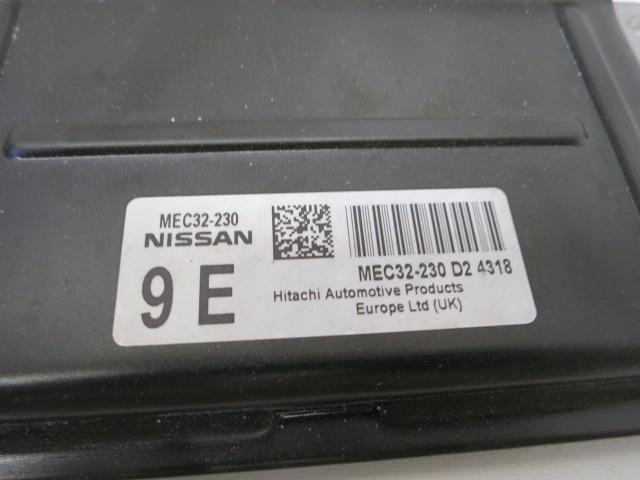 MEC32-230
NISSAN
9 E
MEC32-230 D2 4318
Hitachi Automotive Products
Europe Ltd (UK)